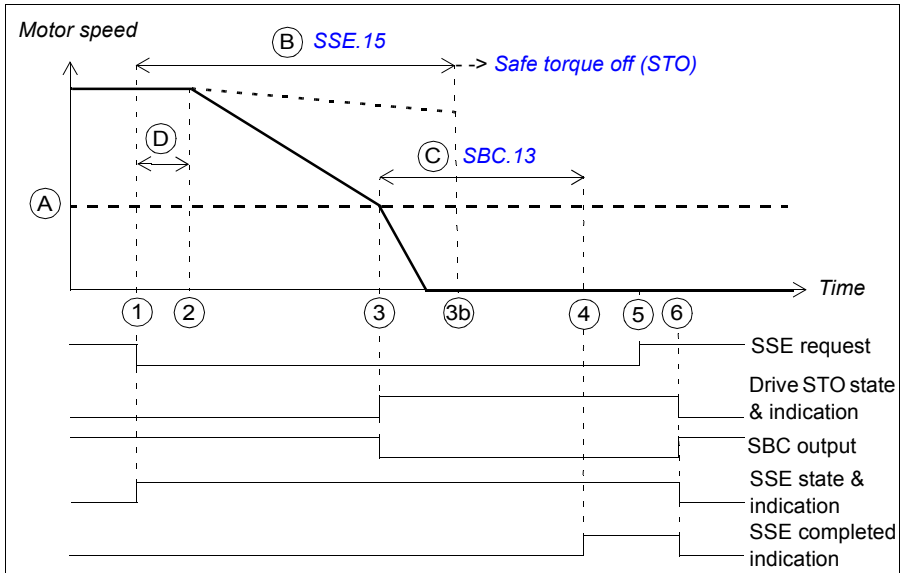 Motor speed
B SSE.15
Safe torque off (STO)
D
C SBC.13
A
Time
1 2 3 3b 4 5 6
SSE request
Drive STO state
& indication
SBC output
SSE state &
indication
SSE completed
indication